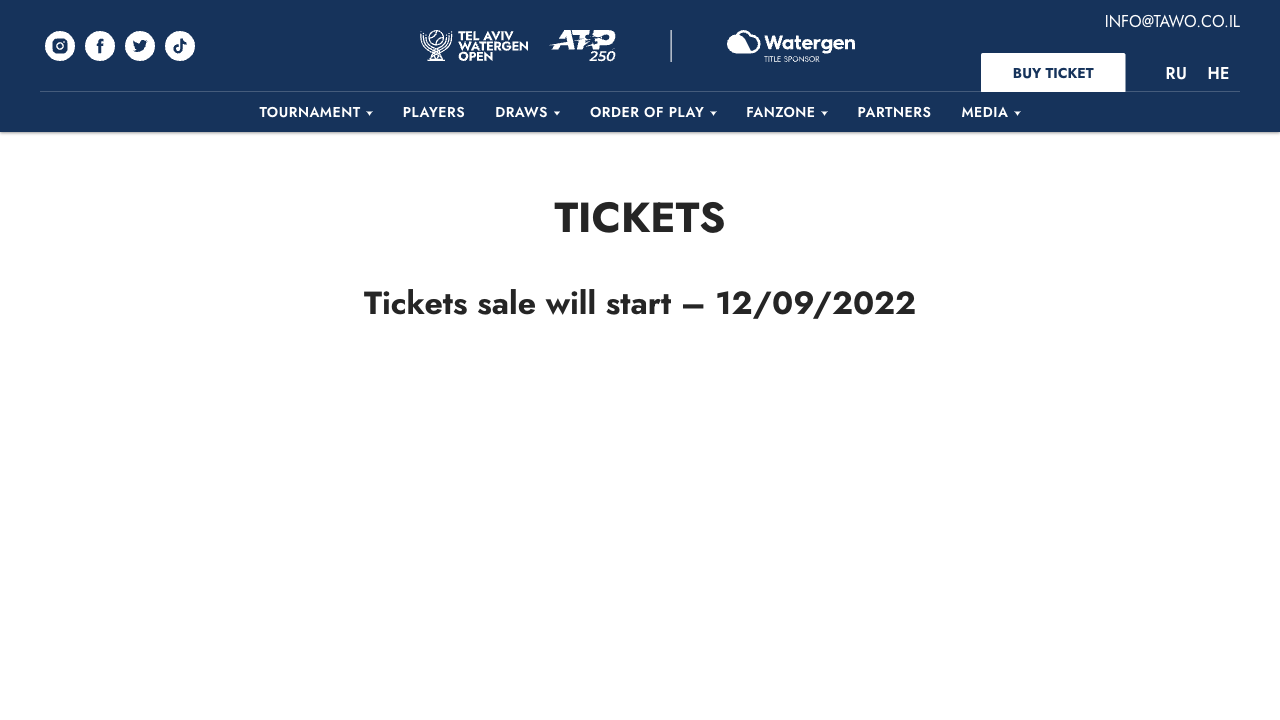 INFO@TAWO.CO.IL
TEL AVIV
WATERGEN
OPEN
ATP
250
Watergen
TITLE SPONSOR
BUY TICKET
RU HE
TOURNAMENT PLAYERS DRAWS ORDER OF PLAY FANZONE PARTNERS MEDIA
TICKETS
Tickets sale will start – 12/09/2022